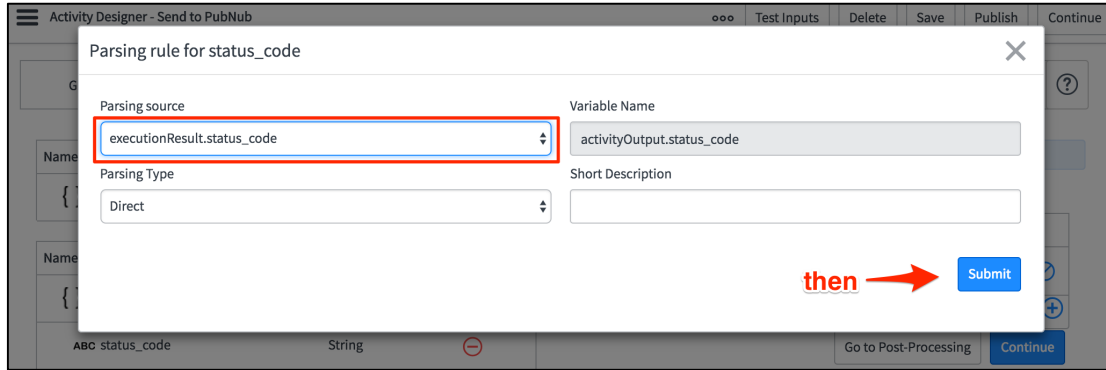 Activity Designer - Send to PubNub Test Inputs Delete Save Publish Continue
Parsing rule for status_code
G
Parsing source Variable Name
executionResult.status_code activityOutput.status_code
Name
Parsing Type Short Description
{ }
Direct
Name
then Submit
{ }
ABC status_code String Go to Post-Processing Continue